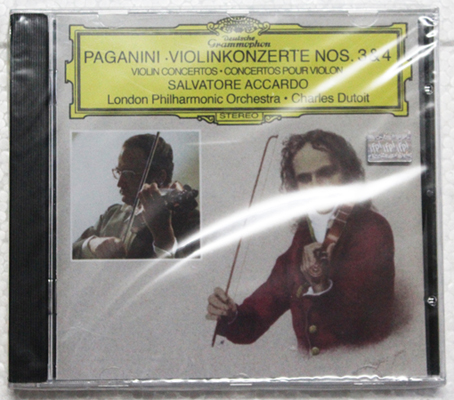 Deutsche
Grammophon
PAGANINI · VIOLINKONZERTE NOS. 3 & 4
VIOLIN CONCERTOS · CONCERTOS POUR VIOLON
SALVATORE ACCARDO
London Philharmonic Orchestra · Charles Dutoit
STEREO